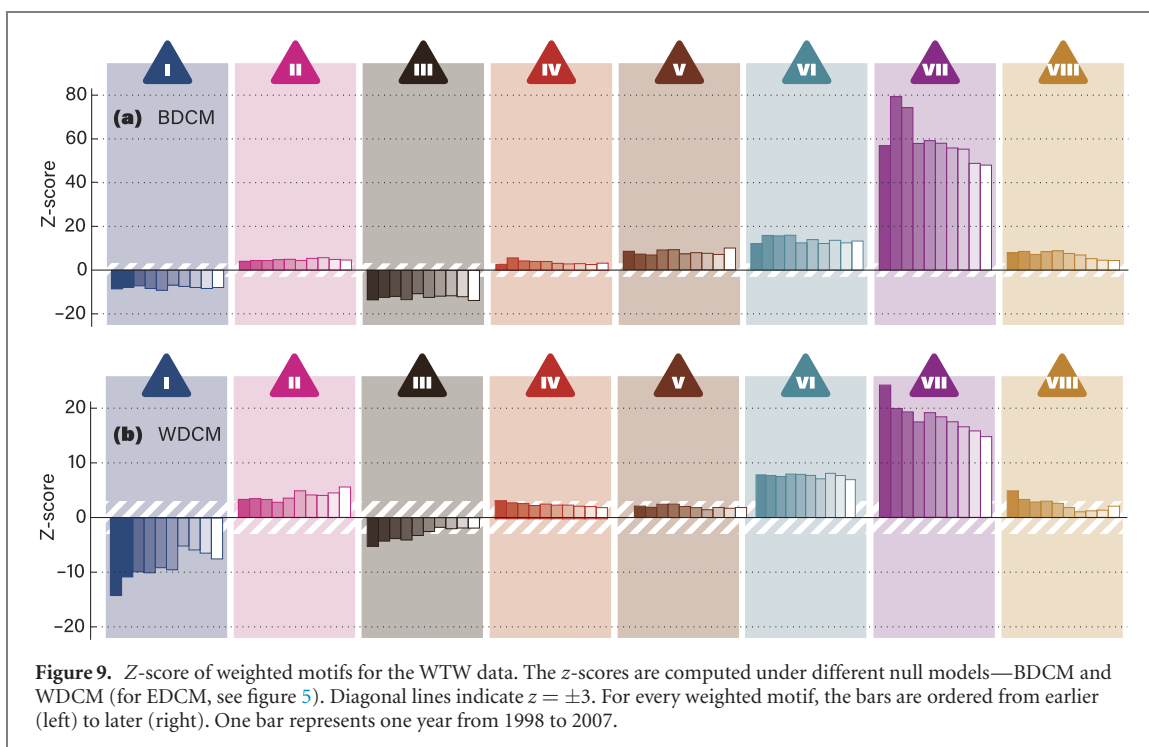 I II III IV V VI VII VIII
80
(a) BDCM
60
40
20
0
−20
Z-score
I II III IV V VI VII VIII
20
(b) WDCM
10
0
−10
−20
Z-score
Figure 9. Z-score of weighted motifs for the WTW data. The z-scores are computed under different null models—BDCM and
WDCM (for EDCM, see figure 5). Diagonal lines indicate z = ±3. For every weighted motif, the bars are ordered from earlier
(left) to later (right). One bar represents one year from 1998 to 2007.